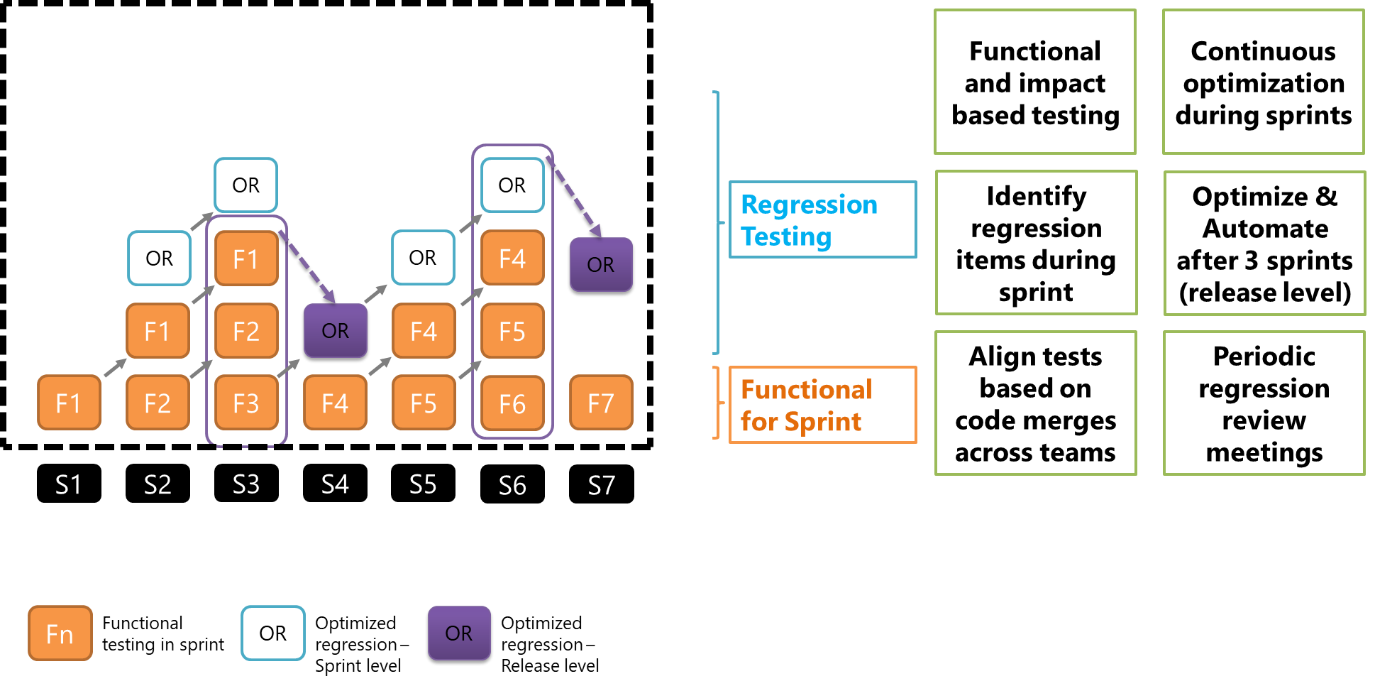 OR
OR
OR
F1
OR
F1
F2
OR
F1
F2
F3
F4
OR
F4
F5
F4
F5
F6
OR
F7
S1
S2
S3
S4
S5
S6
S7
Fn
Functional
testing in sprint
OR
Optimized
regression –
Sprint level
OR
Optimized
regression –
Release level
Regression
Testing
Functional
for Sprint
Functional
and impact
based testing
Continuous
optimization
during sprints
Identify
regression
items during
sprint
Optimize &
Automate
after 3 sprints
(release level)
Align tests
based on
code merges
across teams
Periodic
regression
review
meetings